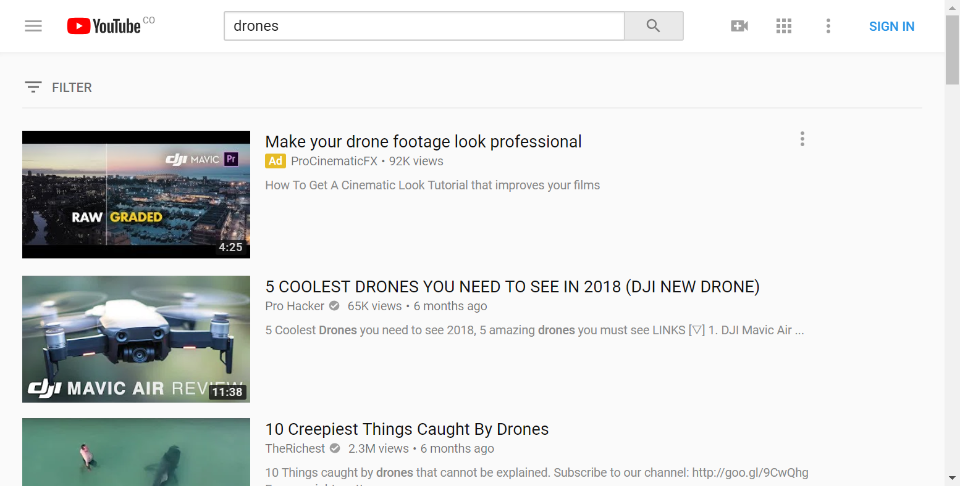 YouTube CO
drones
SIGN IN
FILTER
Make your drone footage look professional
Ad ProCinematicFX • 92K views
How To Get A Cinematic Look Tutorial that improves your films
dji MAVIC Pr
RAW GRADED
4:25
5 COOLEST DRONES YOU NEED TO SEE IN 2018 (DJI NEW DRONE)
Pro Hacker 65K views • 6 months ago
5 Coolest Drones you need to see 2018, 5 amazing drones you must see LINKS [▽] 1. DJI Mavic Air ...
dji MAVIC AIR REVIEW
11:38
10 Creepiest Things Caught By Drones
TheRichest 2.3M views • 6 months ago
10 Things caught by drones that cannot be explained. Subscribe to our channel: http://goo.gl/9CwQhg